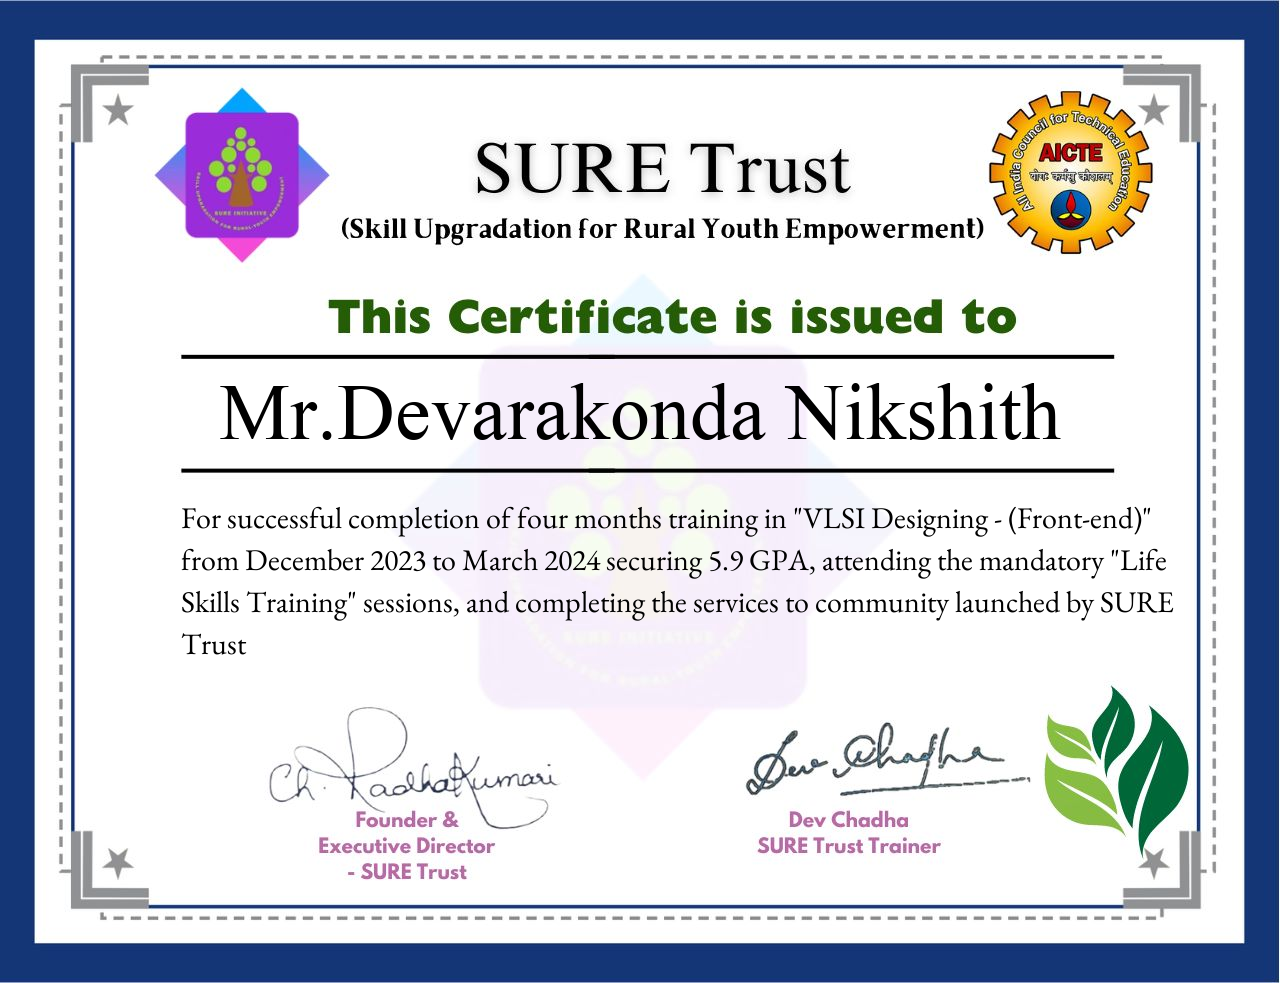 SURE Trust
(Skill Upgradation for Rural Youth Empowerment)
SURE INITIATIVE
SKILL UPGRADATION FOR RURAL-YOUTH EMPOWERMENT
All India Council for Technical Education
AICTE
योगः कर्मसु कौशलम्
This Certificate is issued to
Mr.Devarakonda Nikshith
For successful completion of four months training in "VLSI Designing - (Front-end)"
from December 2023 to March 2024 securing 5.9 GPA, attending the mandatory "Life
Skills Training" sessions, and completing the services to community launched by SURE
Trust
SURE INITIATIVE
Ch. RadhaKumari
Dev Chadha
Founder &
Executive Director
- SURE Trust
Dev Chadha
SURE Trust Trainer